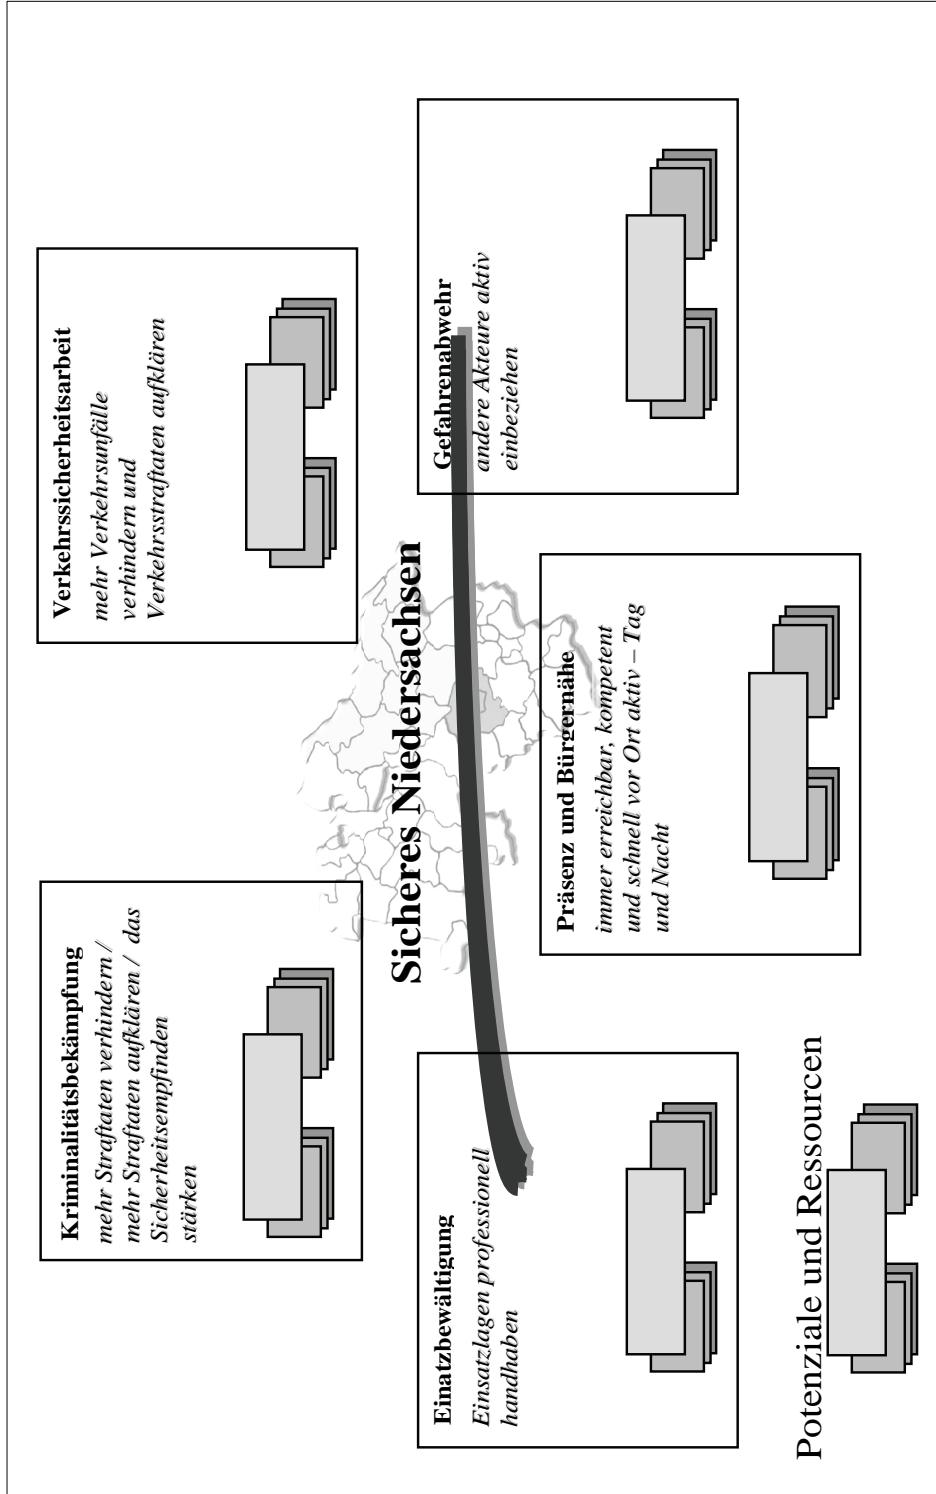 Kriminalitätsbekämpfung
mehr Straftaten verhindern /
mehr Straftaten aufklären / das
Sicherheitsempfinden
stärken
Verkehrssicherheitsarbeit
mehr Verkehrsunfälle
verhindern und
Verkehrsstraftaten aufklären
Sicheres Niedersachsen
Einatzbewältigung
Einsatzlagen professionell
handhaben
Gefahrenabwehr
andere Akteure aktiv
einbeziehen
Präsenz und Bürgernähe
immer erreichbar, kompetent
und schnell vor Ort aktiv – Tag
und Nacht
Potenziale und Ressourcen